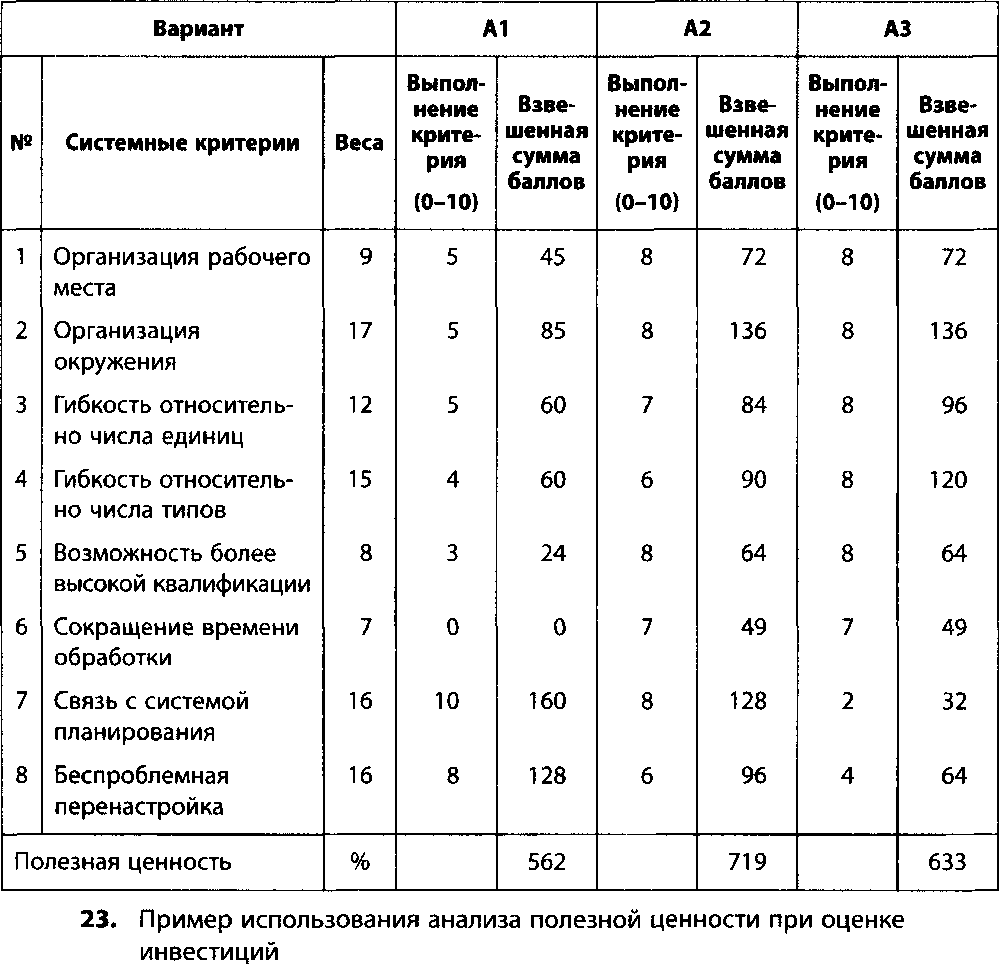 Вариант А1 А2 А3
№ Системные критерии Веса Выпол-
нение
крите-
рия
(0–10) Взве-
шенная
сумма
баллов Выпол-
нение
крите-
рия
(0–10) Взве-
шенная
сумма
баллов Выпол-
нение
крите-
рия
(0–10) Взве-
шенная
сумма
баллов
1 Организация рабочего 9 5 45 8 72 8 72
места
2 Организация 17 5 85 8 136 8 136
окружения
3 Гибкость относитель- 12 5 60 7 84 8 96
но числа единиц
4 Гибкость относитель- 15 4 60 6 90 8 120
но числа типов
5 Возможность более 8 3 24 8 64 8 64
высокой квалификации
6 Сокращение времени 7 0 0 7 49 7 49
обработки
7 Связь с системой 16 10 160 8 128 2 32
планирования
8 Беспроблемная 16 8 128 6 96 4 64
перенастройка
Полезная ценность % 562 719 633
23. Пример использования анализа полезной ценности при оценке
инвестиций